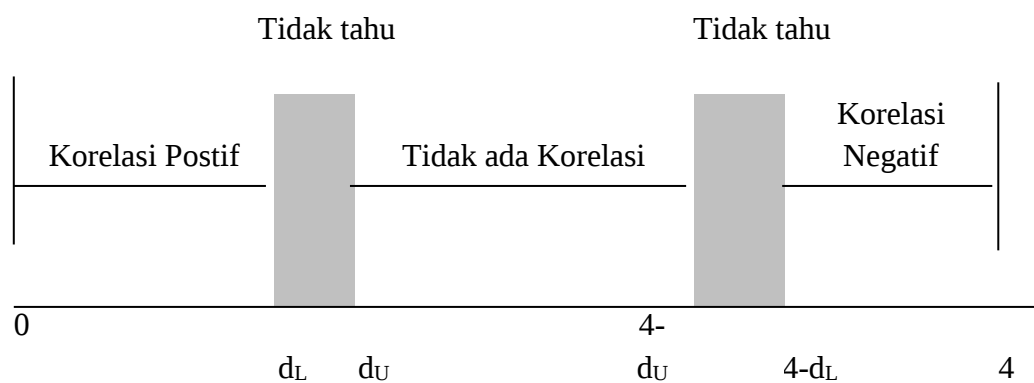 Tidak tahu Tidak tahu
Korelasi Postif
Tidak ada Korelasi
Korelasi
Negatif
0 4-
dL dU dU 4-dL 4